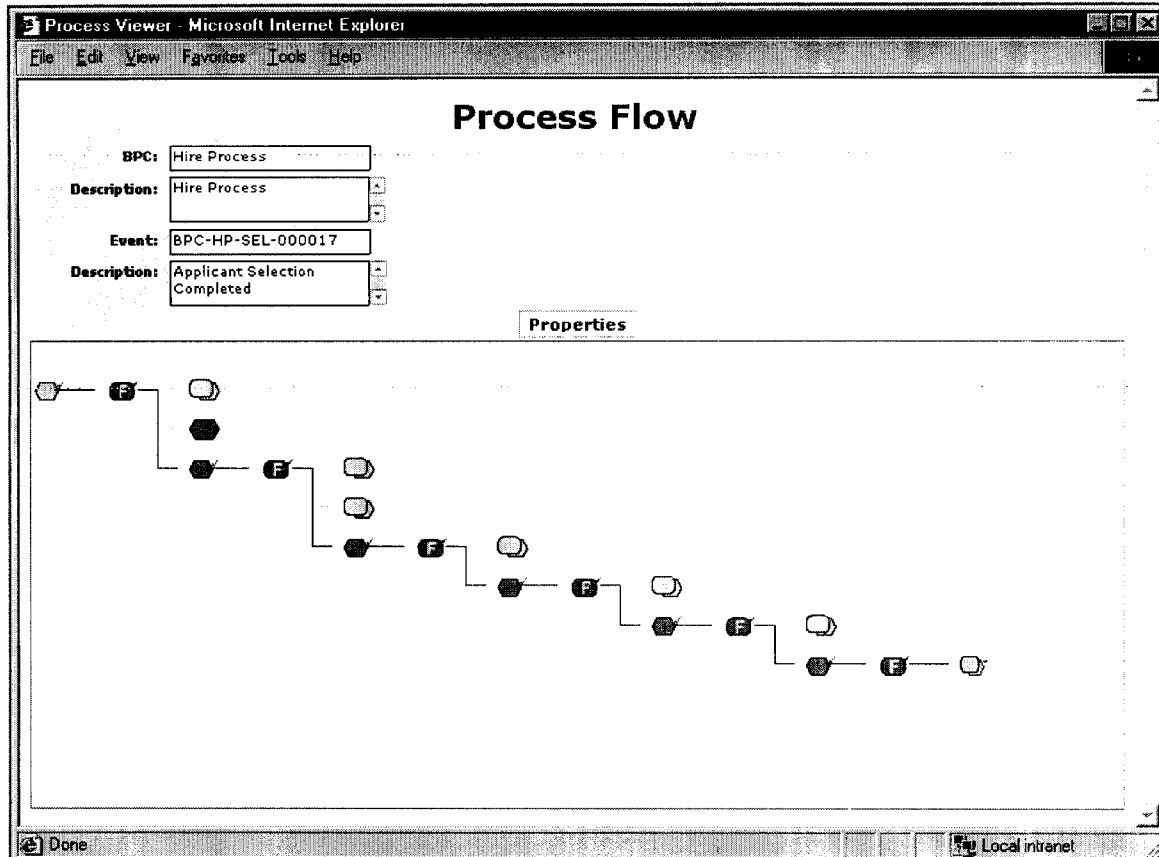 Process Viewer - Microsoft Internet Explorer
File Edit View Favorites Tools Help
Process Flow
BPC: Hire Process
Description: Hire Process
Event: BPC-HP-SEL-000017
Description: Applicant Selection
Completed
Properties
F
F
F
F
F
F
Done Local intranet